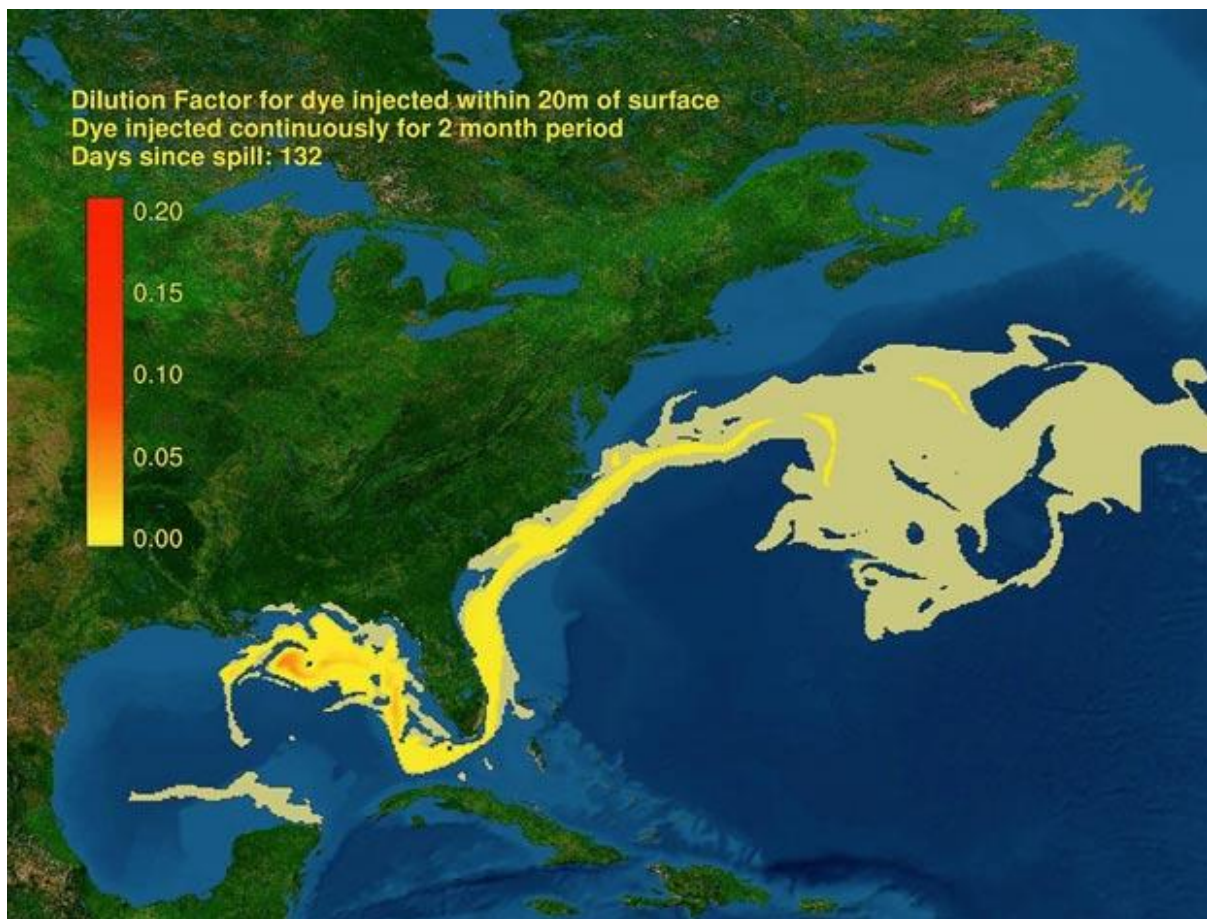 Dilution Factor for dye injected within 20m of surface
Dye injected continuously for 2 month period
Days since spill: 132
0.20
0.15
0.10
0.05
0.00